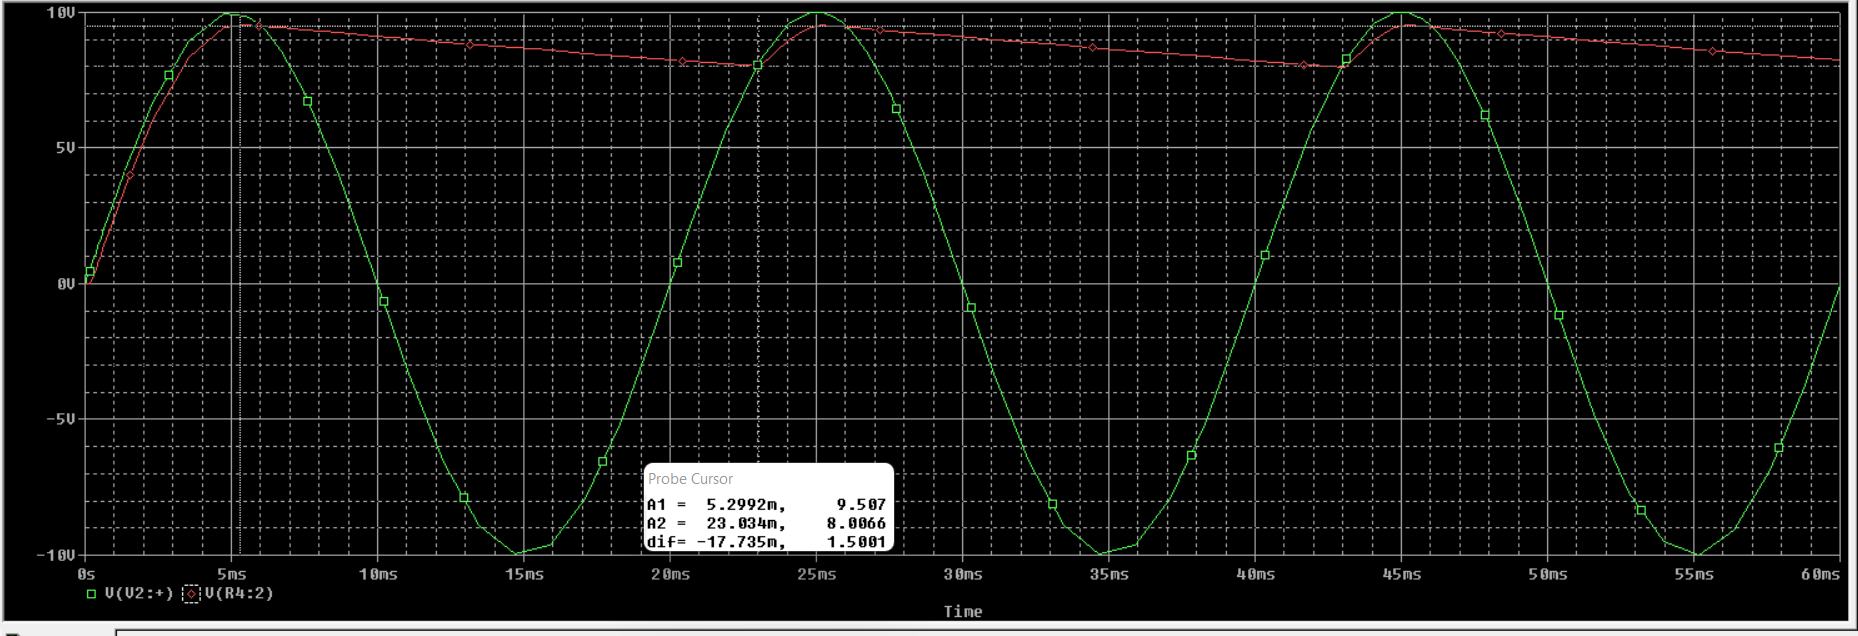 10V
5V
0V
-5V
-10V
Probe Cursor
A1 = 5.2992m, 9.507
A2 = 23.034m, 8.0066
dif= -17.735m, 1.5001
0s 5ms 10ms 15ms 20ms 25ms 30ms 35ms 40ms 45ms 50ms 55ms 60ms
V(V2:+) V(R4:2)
Time